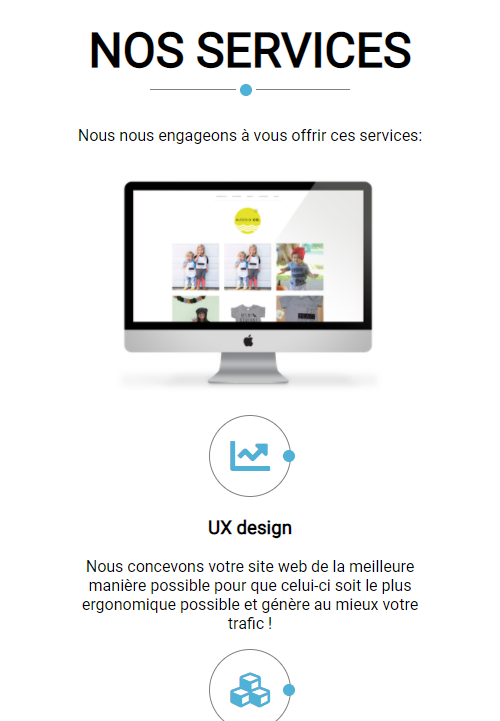 NOS SERVICES
Nous nous engageons à vous offrir ces services:
UX design
Nous concevons votre site web de la meilleure
manière possible pour que celui-ci soit le plus
ergonomique possible et génère au mieux votre
trafic !